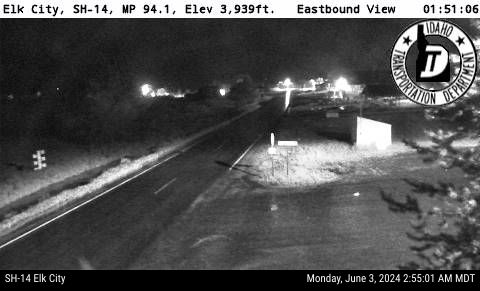 Elk City, SH-14, MP 94.1, Elev 3,939ft. Eastbound View 01:51:06
IDAHO
TRANSPORTATION DEPARTMENT
SH-14 Elk City Monday, June 3, 2024 2:55:01 AM MDT